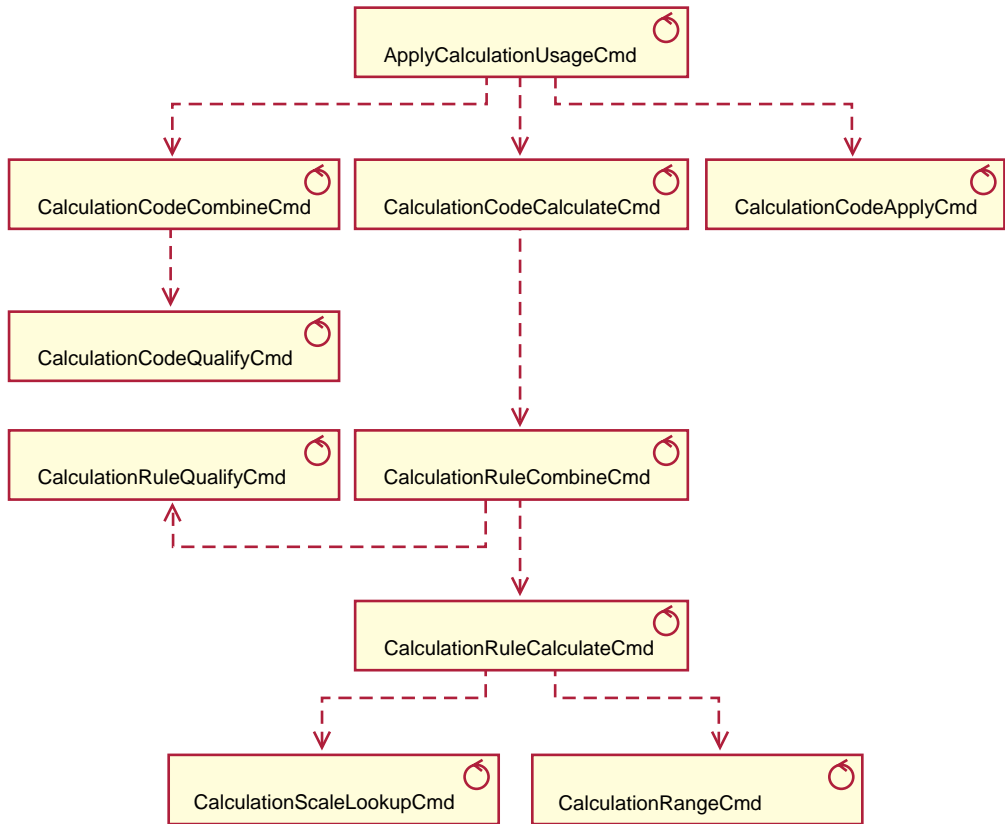 ApplyCalculationUsageCmd
CalculationCodeCombineCmd
CalculationCodeCalculateCmd
CalculationCodeApplyCmd
CalculationCodeQualifyCmd
CalculationRuleQualifyCmd
CalculationRuleCombineCmd
CalculationRuleCalculateCmd
CalculationScaleLookupCmd
CalculationRangeCmd